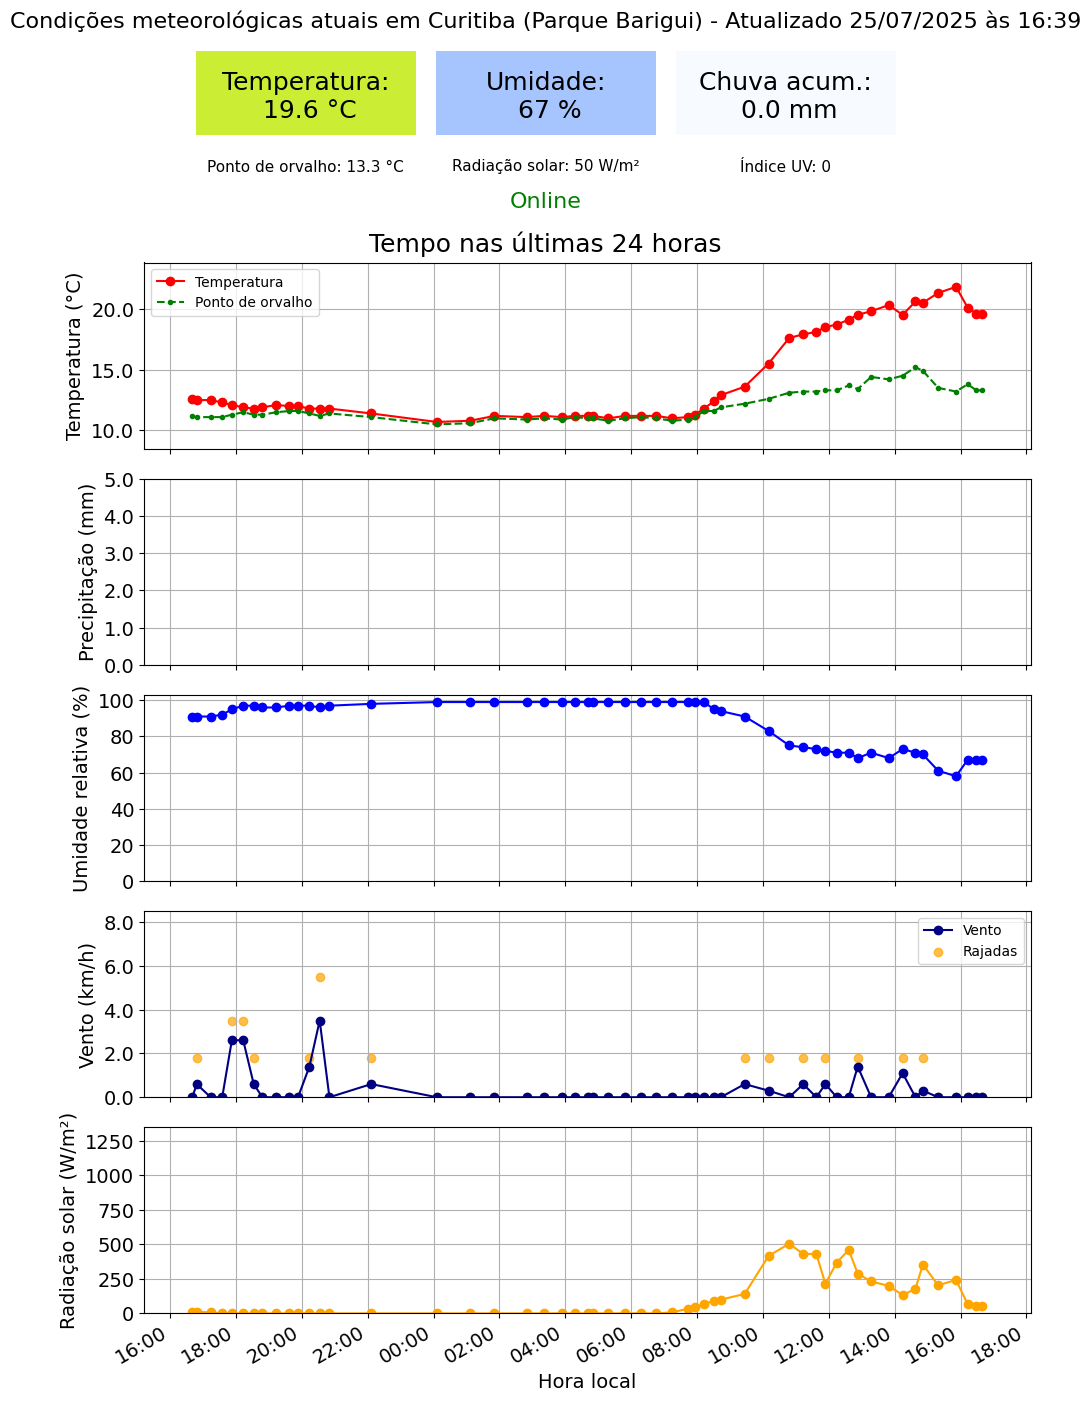 Condições meteorológicas atuais em Curitiba (Parque Barigui) - Atualizado 25/07/2025 às 16:39
Temperatura:
19.6 °C
Umidade:
67 %
Chuva acum.:
0.0 mm
Ponto de orvalho: 13.3 °C
Radiação solar: 50 W/m²
Índice UV: 0
Online
Tempo nas últimas 24 horas
Temperatura (°C)
20.0
15.0
10.0
Temperatura
Ponto de orvalho
Precipitação (mm)
5.0
4.0
3.0
2.0
1.0
0.0
Umidade relativa (%)
100
80
60
40
20
0
Vento (km/h)
8.0
6.0
4.0
2.0
0.0
Vento
Rajadas
Radiação solar (W/m²)
1250
1000
750
500
250
0
16:00
18:00
20:00
22:00
00:00
02:00
04:00
06:00
08:00
10:00
12:00
14:00
16:00
18:00
Hora local